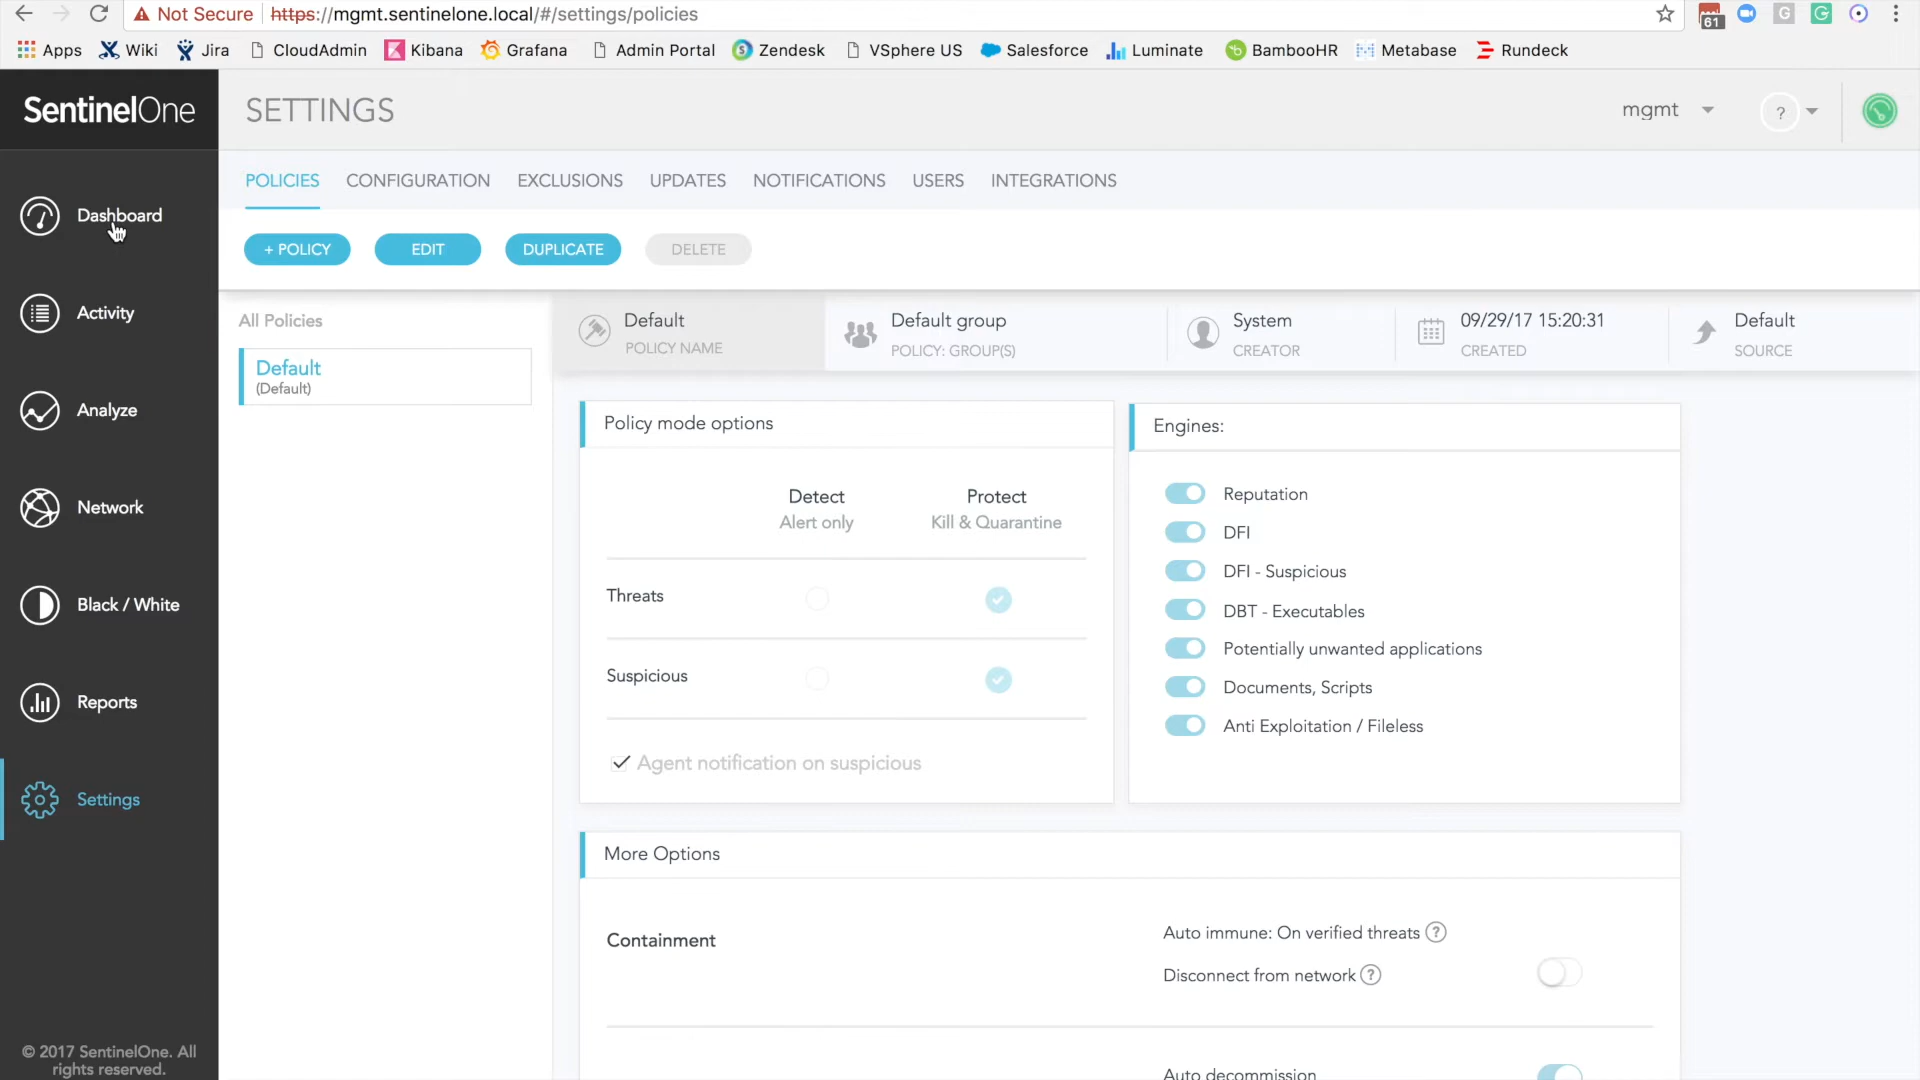 Not Secure
https://mgmt.sentinelone.local/#/settings/policies
61
G
Apps
Wiki
Jira
CloudAdmin
Kibana
Grafana
Admin Portal
Zendesk
VSphere US
Salesforce
Luminate
BambooHR
Metabase
Rundeck
SentinelOne
SETTINGS
mgmt
?
Dashboard
Activity
Analyze
Network
Black / White
Reports
Settings
© 2017 SentinelOne. All
rights reserved.
POLICIES
CONFIGURATION
EXCLUSIONS
UPDATES
NOTIFICATIONS
USERS
INTEGRATIONS
+ POLICY
EDIT
DUPLICATE
DELETE
All Policies
Default
(Default)
Default
POLICY NAME
Default group
POLICY: GROUP(S)
System
CREATOR
09/29/17 15:20:31
CREATED
Default
SOURCE
Policy mode options
Detect
Alert only
Protect
Kill & Quarantine
Threats
Suspicious
Agent notification on suspicious
Engines:
Reputation
DFI
DFI - Suspicious
DBT - Executables
Potentially unwanted applications
Documents, Scripts
Anti Exploitation / Fileless
More Options
Containment
Auto immune: On verified threats ?
Disconnect from network ?
Auto decommission